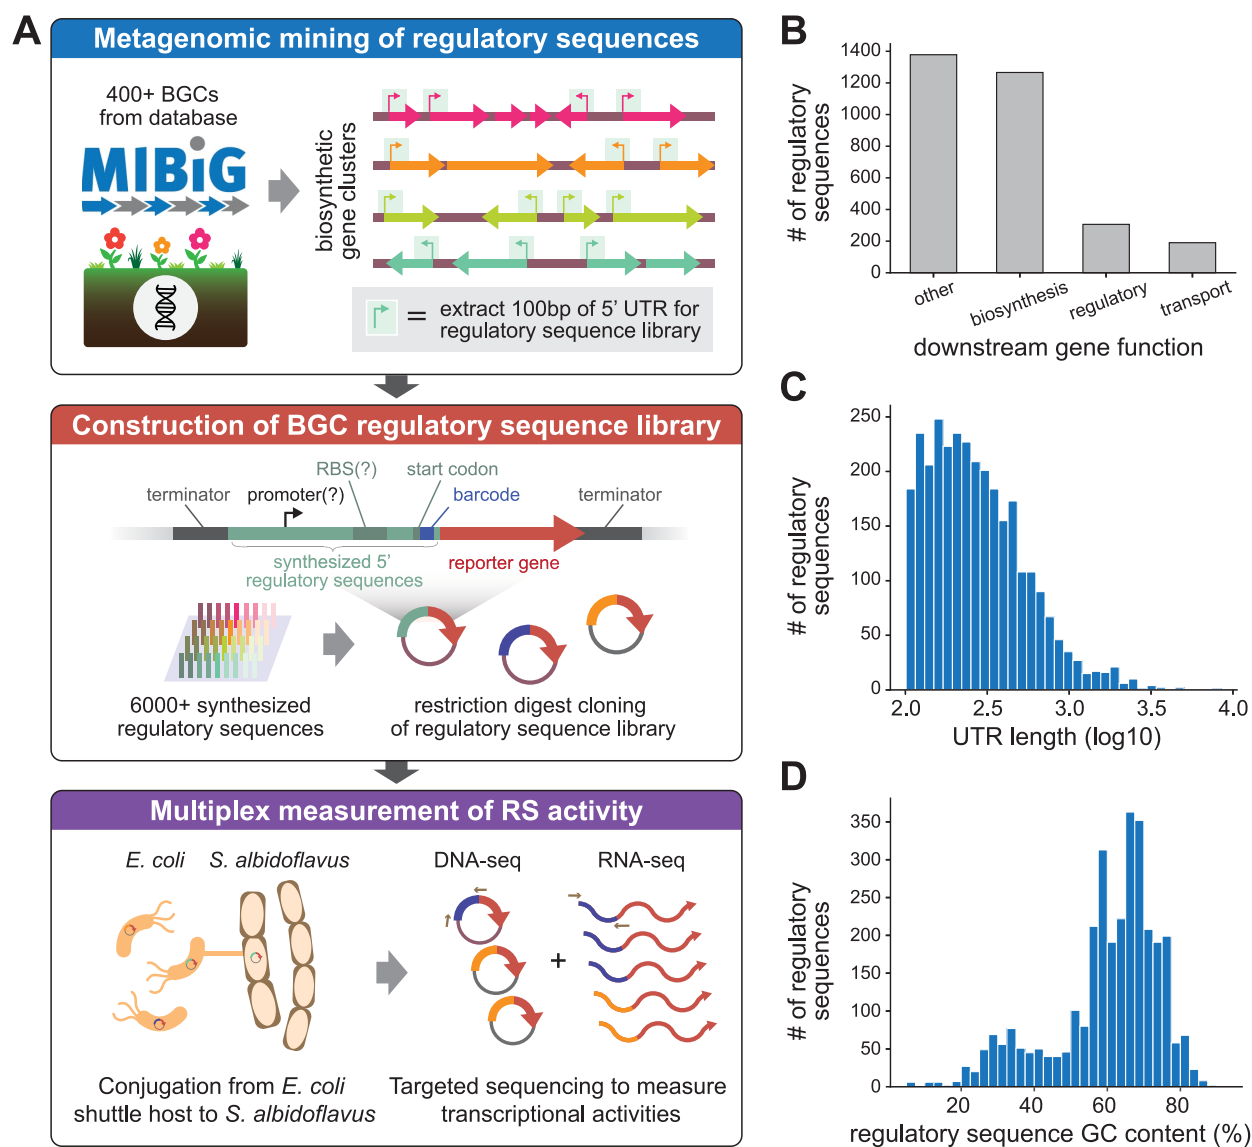 A
Metagenomic mining of regulatory sequences
400+ BGCs
from database
MIBiG
biosynthetic
gene clusters
= extract 100bp of 5' UTR for
regulatory sequence library
Construction of BGC regulatory sequence library
RBS(?)
start codon
terminator
promoter(?)
barcode
terminator
synthesized 5'
regulatory sequences
reporter gene
6000+ synthesized
regulatory sequences
restriction digest cloning
of regulatory sequence library
Multiplex measurement of RS activity
E. coli
S. albidoflavus
DNA-seq
RNA-seq
+
Conjugation from E. coli
shuttle host to S. albidoflavus
Targeted sequencing to measure
transcriptional activities
B
# of regulatory
sequences
1400
1200
1000
800
600
400
200
0
other
biosynthesis
regulatory
transport
downstream gene function
C
# of regulatory
sequences
250
200
150
100
50
0
2.0
2.5
3.0
3.5
4.0
UTR length (log10)
D
# of regulatory
sequences
350
300
250
200
150
100
50
0
20
40
60
80
regulatory sequence GC content (%)